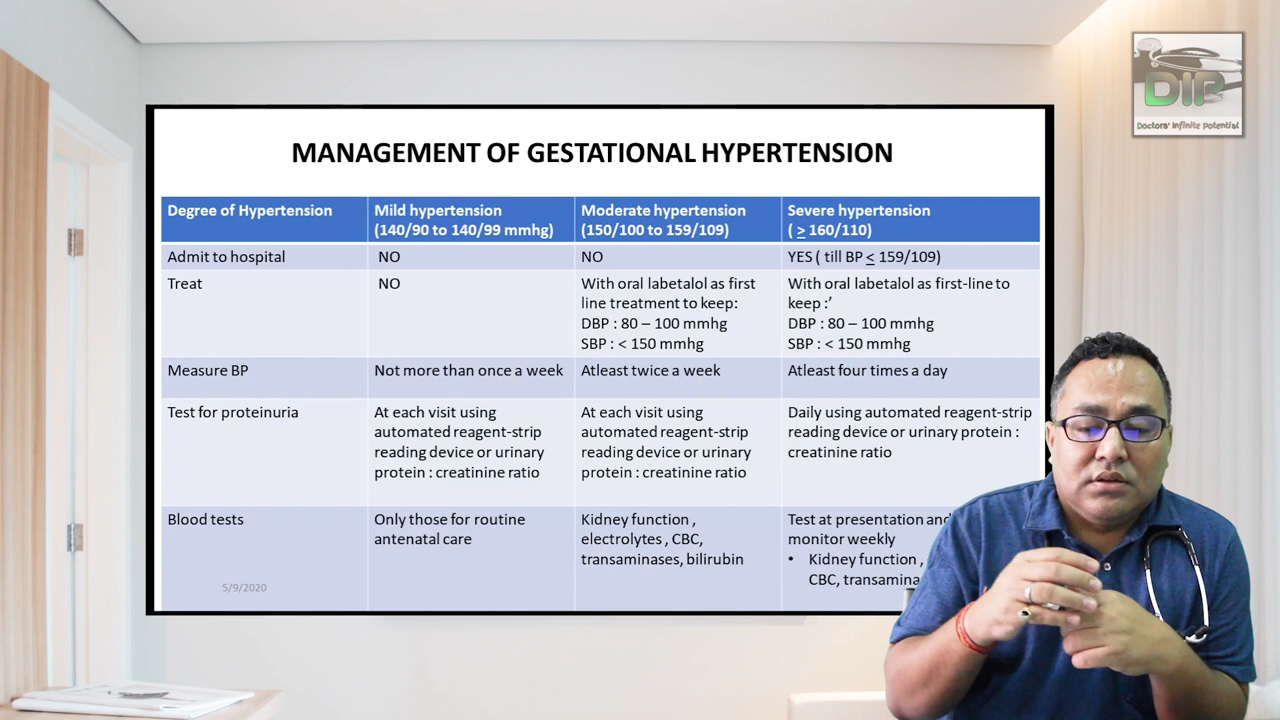 DIP
Doctors' Infinite Potential
MANAGEMENT OF GESTATIONAL HYPERTENSION
Degree of Hypertension
Mild hypertension
(140/90 to 140/99 mmhg)
Moderate hypertension
(150/100 to 159/109)
Severe hypertension
( ≥ 160/110)
Admit to hospital
NO
NO
YES ( till BP ≤ 159/109)
Treat
NO
With oral labetalol as first
line treatment to keep:
DBP : 80 – 100 mmhg
SBP : < 150 mmhg
With oral labetalol as first-line to
keep :’
DBP : 80 – 100 mmhg
SBP : < 150 mmhg
Measure BP
Not more than once a week
Atleast twice a week
Atleast four times a day
Test for proteinuria
At each visit using
automated reagent-strip
reading device or urinary
protein : creatinine ratio
At each visit using
automated reagent-strip
reading device or urinary
protein : creatinine ratio
Daily using automated reagent-strip
reading device or urinary protein :
creatinine ratio
Blood tests
Only those for routine
antenatal care
Kidney function ,
electrolytes , CBC,
transaminases, bilirubin
Test at presentation and
monitor weekly
• Kidney function ,
CBC, transamina
5/9/2020